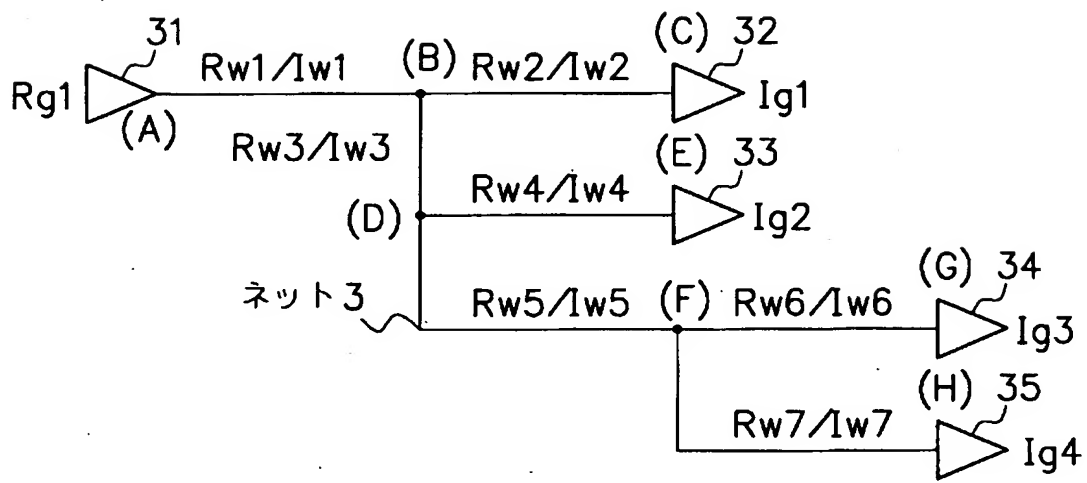 31
Rg1
(A)
Rw1/Iw1
(B)
Rw2/Iw2
(C)
32
Ig1
Rw3/Iw3
(E)
33
Rw4/Iw4
Ig2
(D)
ネット3
Rw5/Iw5
(F)
Rw6/Iw6
(G)
34
Ig3
(H)
35
Rw7/Iw7
Ig4